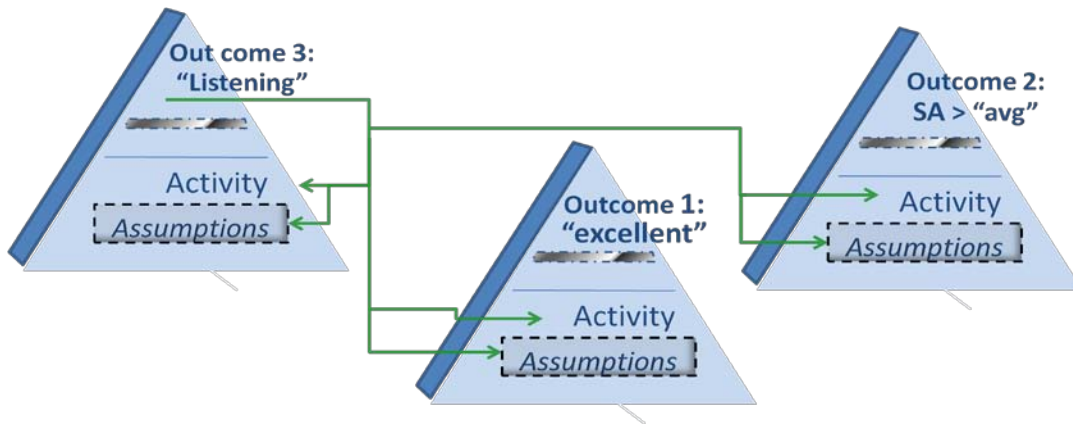 Out come 3:
“Listening”
Activity
Assumptions
Outcome 1:
“excellent”
Activity
Assumptions
Outcome 2:
SA > “avg”
Activity
Assumptions